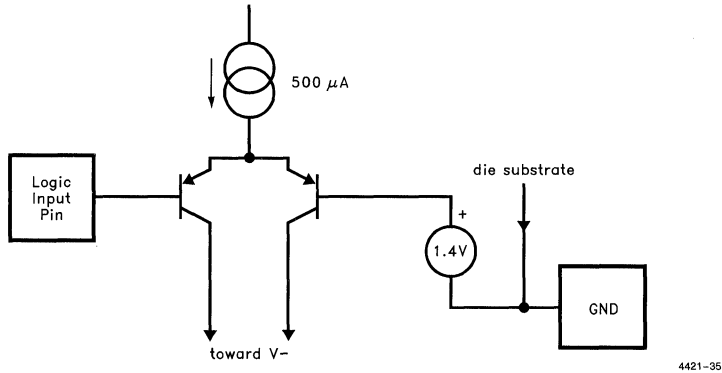 500 μA
die substrate
Logic
Input
Pin
+
1.4V
GND
toward V-
4421-35